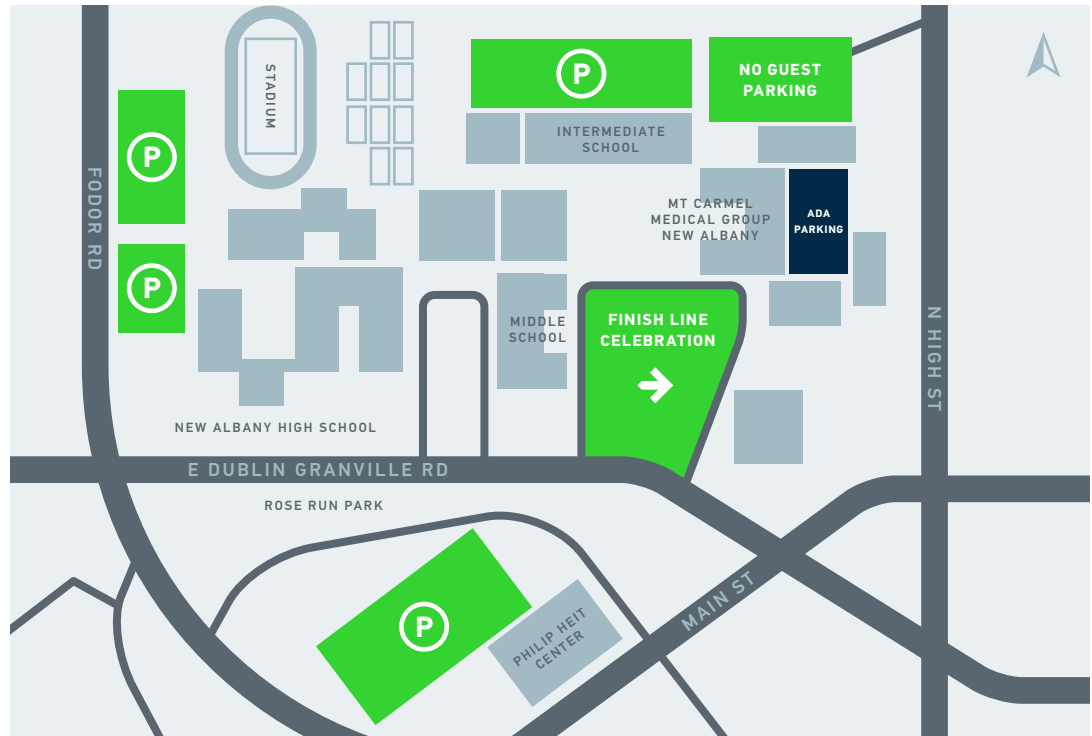 STADIUM
P
NO GUEST
PARKING
INTERMEDIATE
SCHOOL
P
FODOR RD
MT CARMEL
MEDICAL GROUP
NEW ALBANY
ADA
PARKING
P
MIDDLE
SCHOOL
FINISH LINE
CELEBRATION
N HIGH ST
NEW ALBANY HIGH SCHOOL
E DUBLIN GRANVILLE RD
ROSE RUN PARK
P
PHILIP HEIT
CENTER
MAIN ST